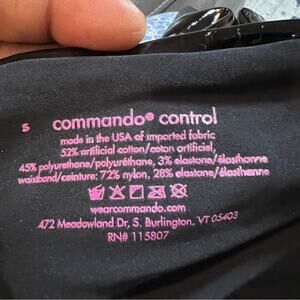 S commando® control
made in the USA of imported fabric
52% artificial cotton/coton artificiel,
45% polyurethane/polyuréthane, 3% elastane/élasthanne
waistband/ceinture: 72% nylon, 28% elastane/élasthanne
wearcommando.com
472 Meadowland Dr, S. Burlington, VT 05403
RN# 115807